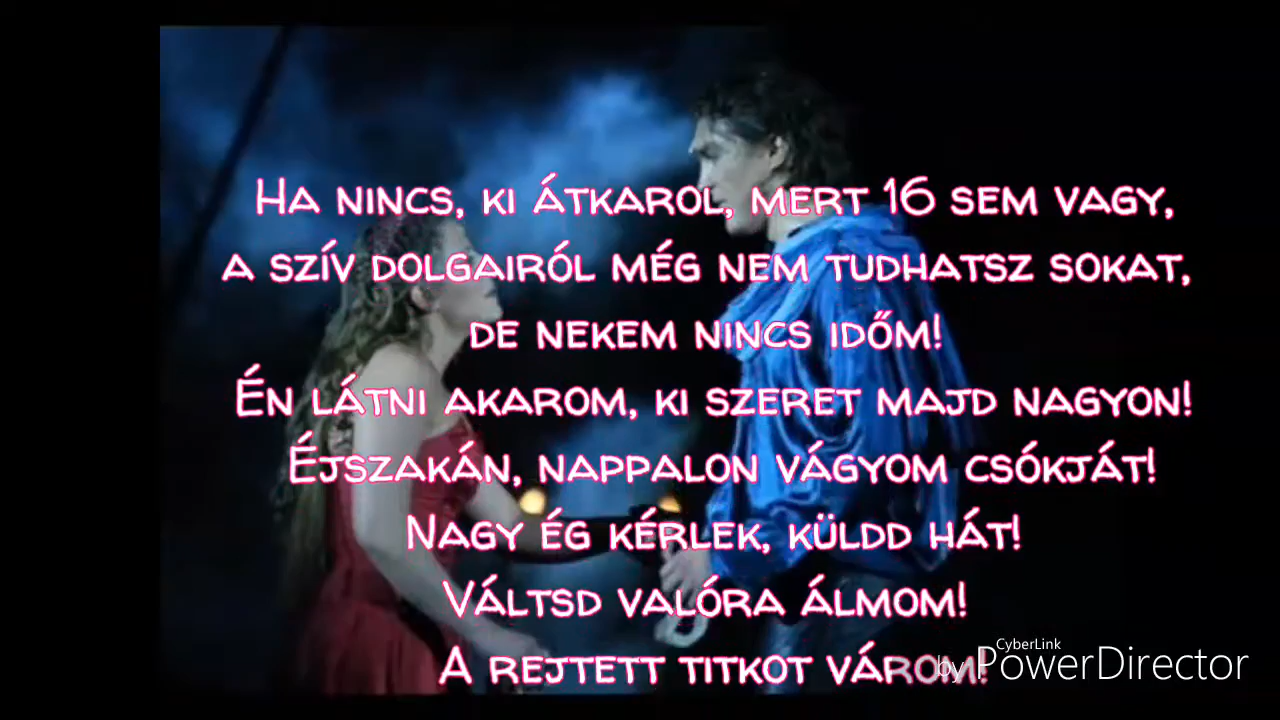 Ha nincs, ki átkarol, mert 16 sem vagy,
a szív dolgairól még nem tudhatsz sokat,
de nekem nincs időm!
Én látni akarom, ki szeret majd nagyon!
Éjszakán, nappalon vágyom csókját!
Nagy ég kérlek, küldd hát!
Váltsd valóra álmom!
A rejtett titkot várom!
CyberLink
by PowerDirector